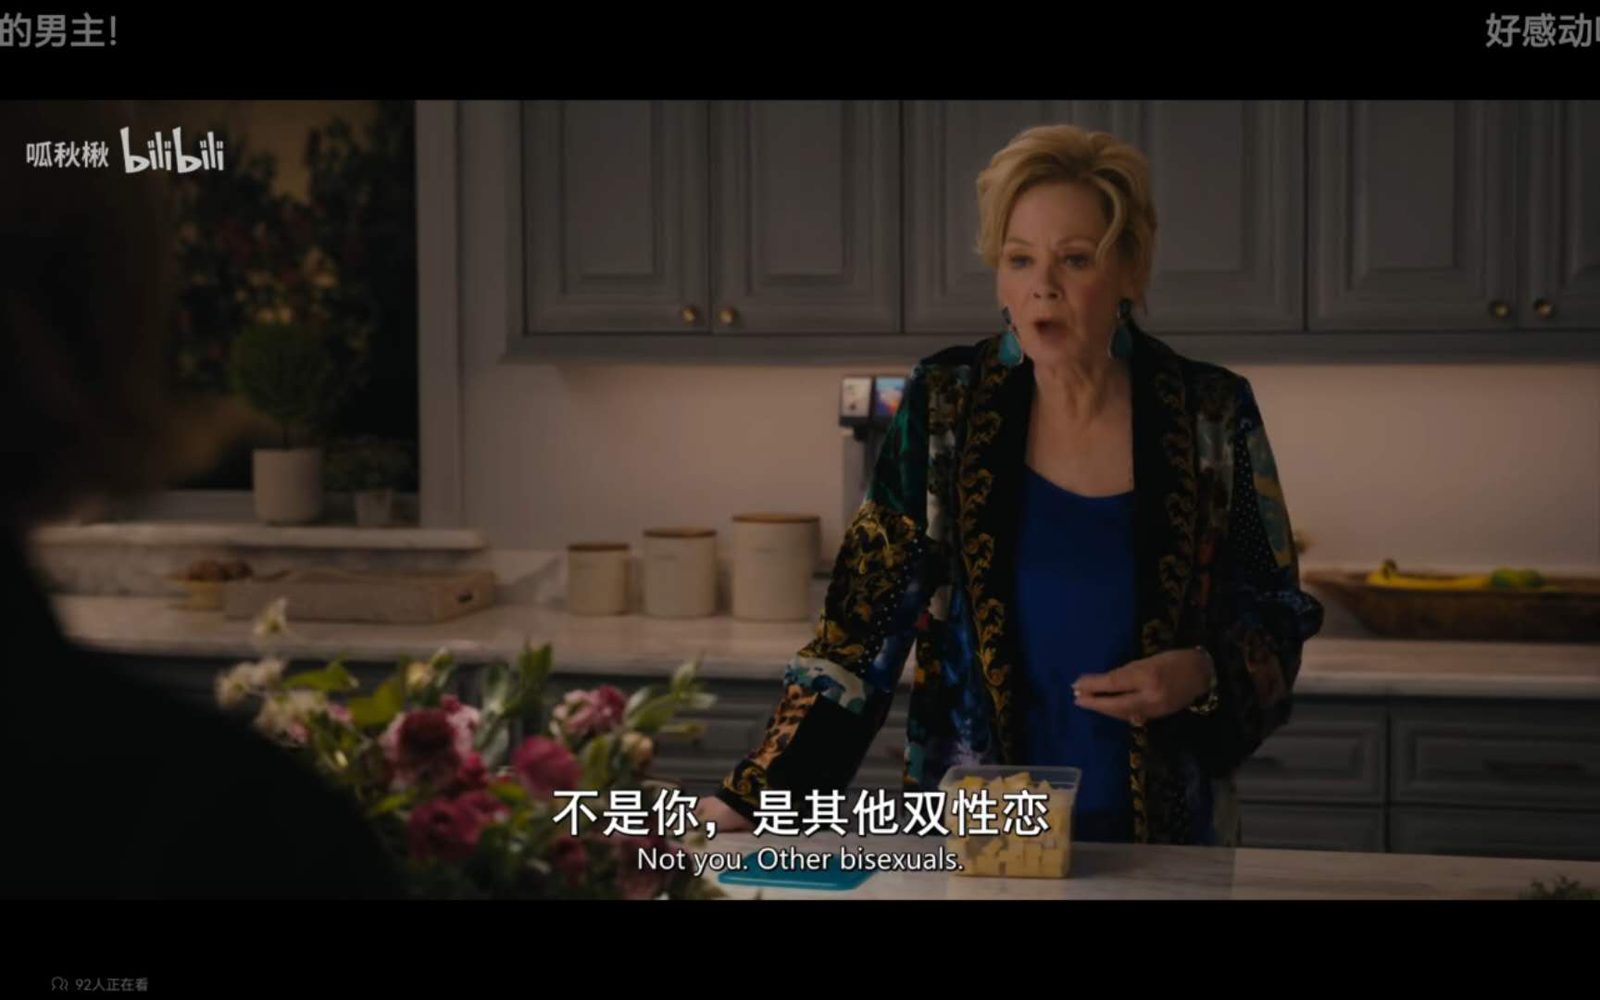 的男主！
好感动
呱秋楸 bilibili
不是你，是其他双性恋
Not you. Other bisexuals.
92人正在看